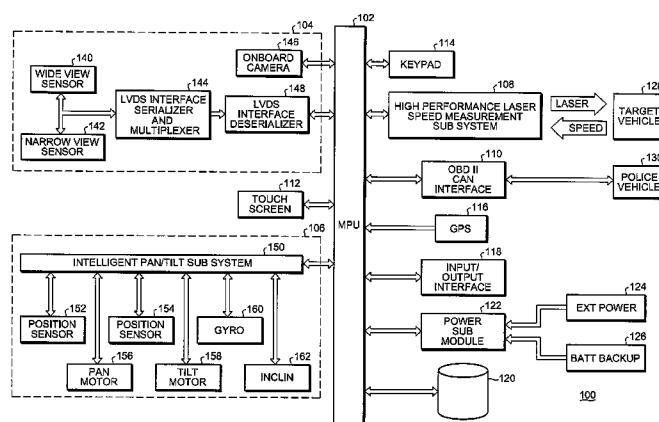 102
104
140
WIDE VIEW
SENSOR
142
NARROW VIEW
SENSOR
144
LVDS INTERFACE
SERIALIZER
AND
MULTIPLEXER
146
ONBOARD
CAMERA
148
LVDS
INTERFACE
DESERIALIZER
112
TOUCH
SCREEN
MPU
106
150
INTELLIGENT PAN/TILT SUB SYSTEM
152
POSITION
SENSOR
154
POSITION
SENSOR
160
GYRO
156
PAN
MOTOR
158
TILT
MOTOR
162
INCLIN
114
KEYPAD
108
HIGH PERFORMANCE LASER
SPEED MEASUREMENT
SUB SYSTEM
LASER
SPEED
128
TARGET
VEHICLE
110
OBD II
CAN INTERFACE
130
POLICE
VEHICLE
116
GPS
118
INPUT/
OUTPUT
INTERFACE
122
POWER
SUB
MODULE
124
EXT POWER
126
BATT BACKUP
120
100